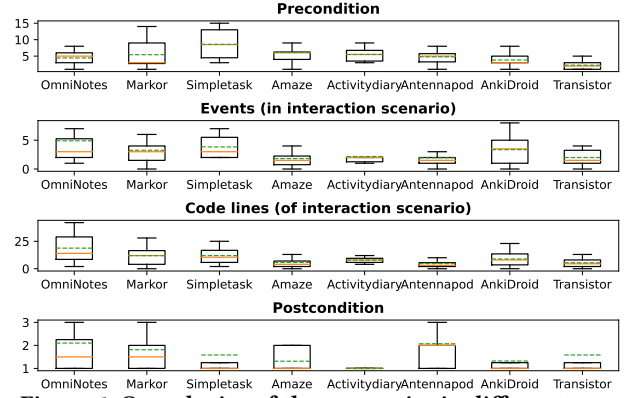 Precondition
15
10
5
OmniNotes Markor Simpletask Amaze Activitydiary Antennapod AnkiDroid Transistor
Events (in interaction scenario)
5
0
OmniNotes Markor Simpletask Amaze Activitydiary Antennapod AnkiDroid Transistor
Code lines (of interaction scenario)
25
0
OmniNotes Markor Simpletask Amaze Activitydiary Antennapod AnkiDroid Transistor
Postcondition
3
2
1
OmniNotes Markor Simpletask Amaze Activitydiary Antennapod AnkiDroid Transistor